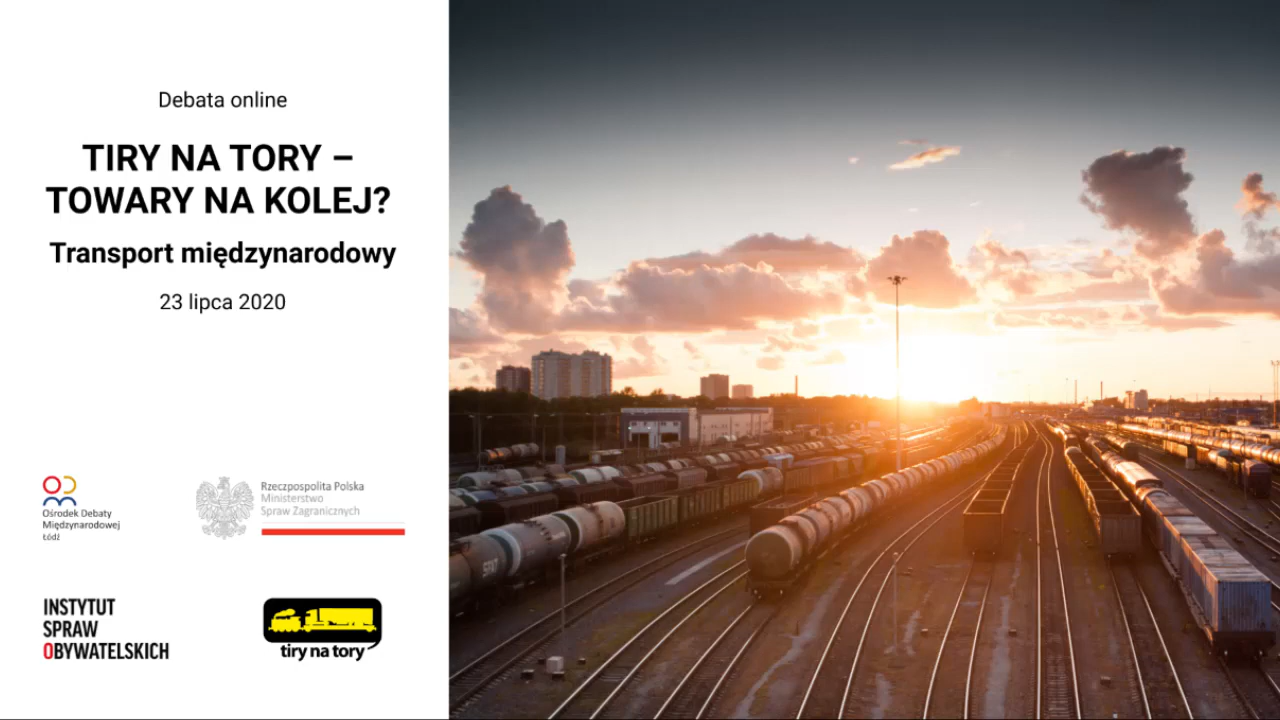 Debata online
TIRY NA TORY –
TOWARY NA KOLEJ?
Transport międzynarodowy
23 lipca 2020
Ośrodek Debaty
Międzynarodowej
Łódź
Rzeczpospolita Polska
Ministerstwo
Spraw Zagranicznych
INSTYTUT
SPRAW
OBYWATELSKICH
tiry na tory